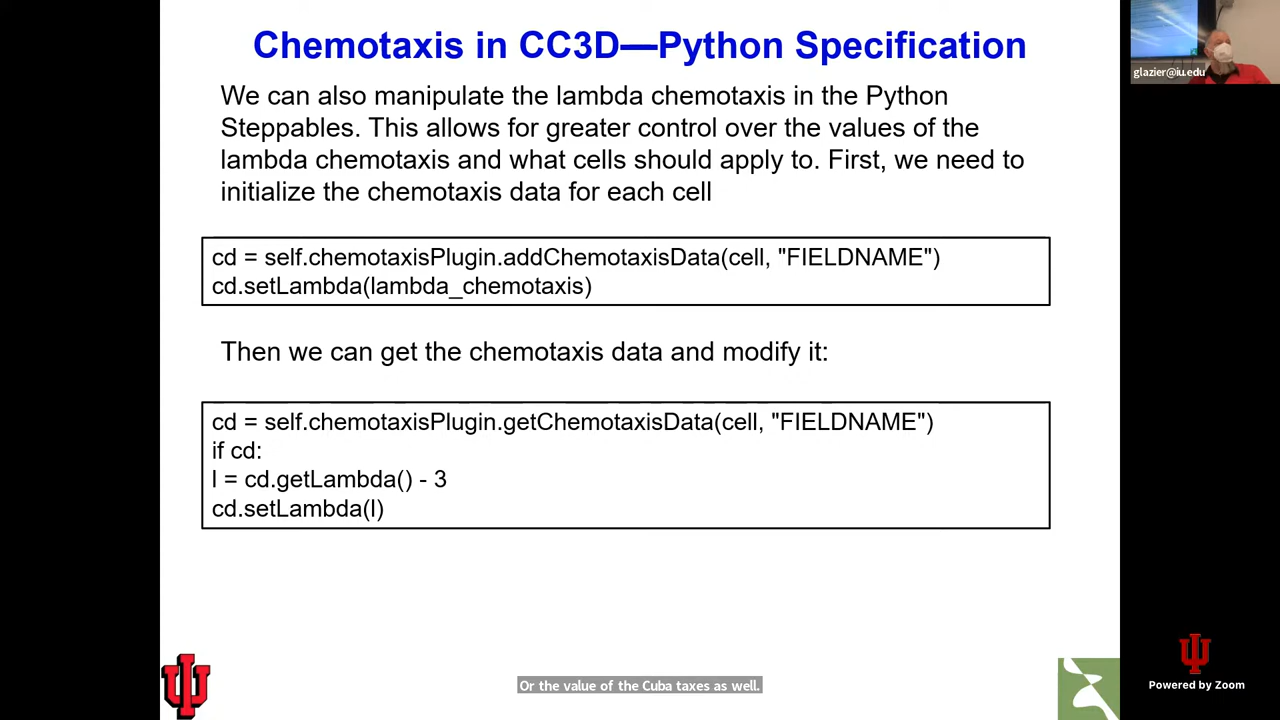 Chemotaxis in CC3D—Python Specification
glazier@iu.edu
We can also manipulate the lambda chemotaxis in the Python
Steppables. This allows for greater control over the values of the
lambda chemotaxis and what cells should apply to. First, we need to
initialize the chemotaxis data for each cell
cd = self.chemotaxisPlugin.addChemotaxisData(cell, "FIELDNAME")
cd.setLambda(lambda_chemotaxis)
Then we can get the chemotaxis data and modify it:
cd = self.chemotaxisPlugin.getChemotaxisData(cell, "FIELDNAME")
if cd:
l = cd.getLambda() - 3
cd.setLambda(l)
Or the value of the Cuba taxes as well.
Powered by Zoom